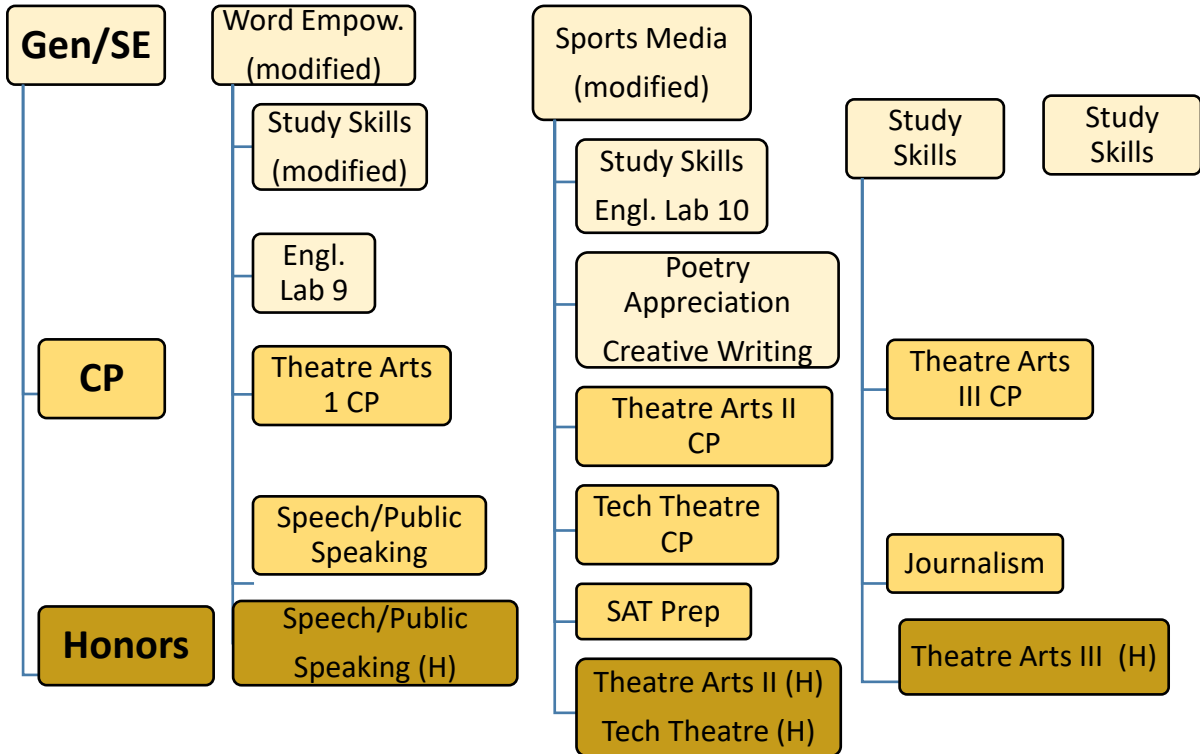 Gen/SE
CP
Honors
Word Empow.
(modified)
Study Skills
(modified)
Engl.
Lab 9
Theatre Arts
1 CP
Speech/Public
Speaking
Speech/Public
Speaking (H)
Sports Media
(modified)
Study Skills
Engl. Lab 10
Poetry
Appreciation
Creative Writing
Theatre Arts II
CP
Tech Theatre
CP
SAT Prep
Theatre Arts II (H)
Tech Theatre (H)
Study
Skills
Theatre Arts
III CP
Journalism
Theatre Arts III (H)
Study
Skills